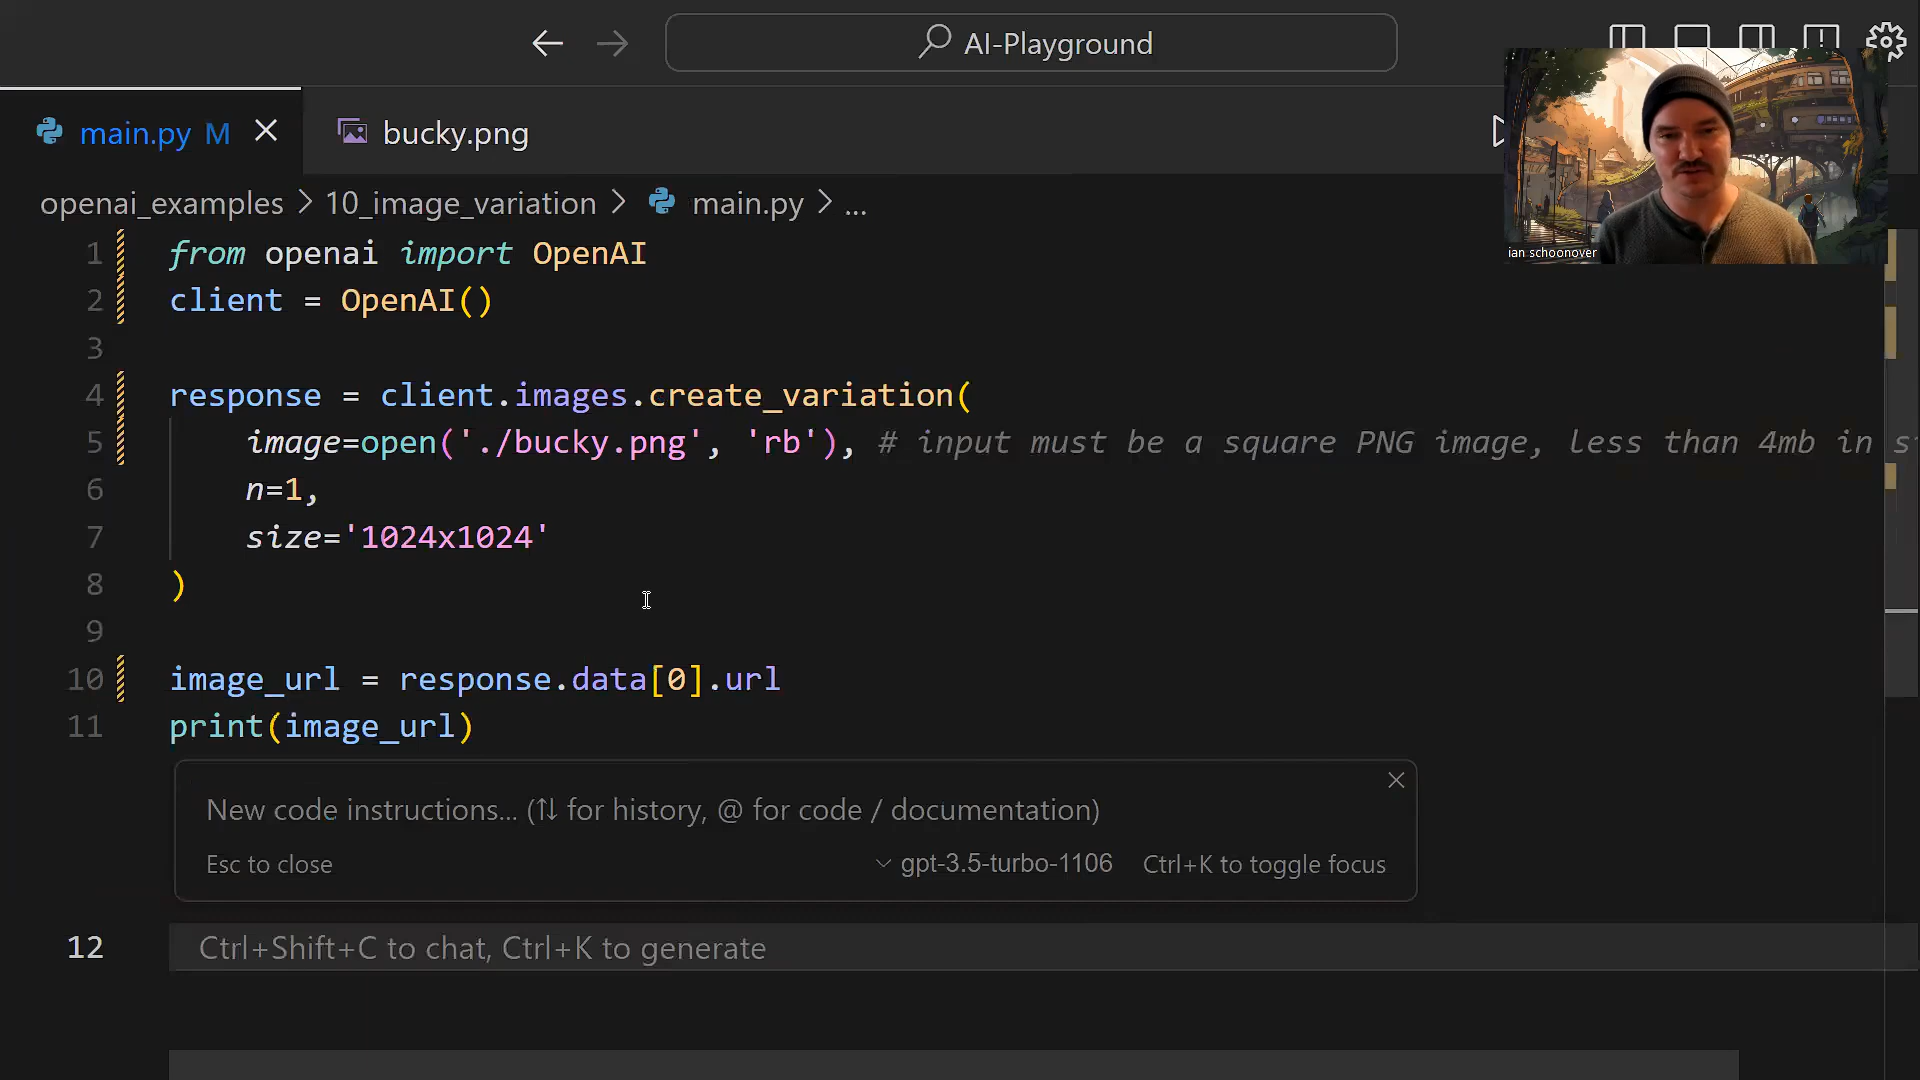 AI-Playground
main.py M
bucky.png
ian schoonover
openai_examples > 10_image_variation > main.py > ...
1 from openai import OpenAI
2 client = OpenAI()
3
4 response = client.images.create_variation(
5 image=open('./bucky.png', 'rb'), # input must be a square PNG image, less than 4mb in
6 n=1,
7 size='1024x1024'
8 )
9
10 image_url = response.data[0].url
11 print(image_url)
New code instructions... (⇅ for history, @ for code / documentation)
Esc to close gpt-3.5-turbo-1106 Ctrl+K to toggle focus
12 Ctrl+Shift+C to chat, Ctrl+K to generate